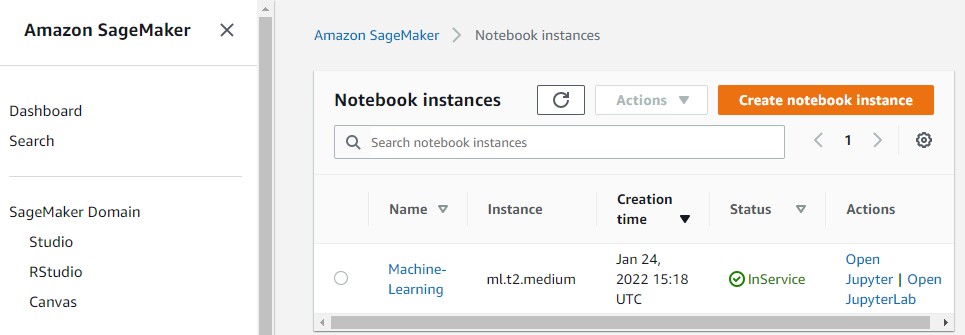 Amazon SageMaker
Dashboard
Search
SageMaker Domain
Studio
RStudio
Canvas
Amazon SageMaker > Notebook instances
Notebook instances
Actions
Create notebook instance
Search notebook instances
1
Name
Instance
Creation
time
Status
Actions
Machine-
Learning
ml.t2.medium
Jan 24,
2022 15:18
UTC
InService
Open
Jupyter | Open
JupyterLab